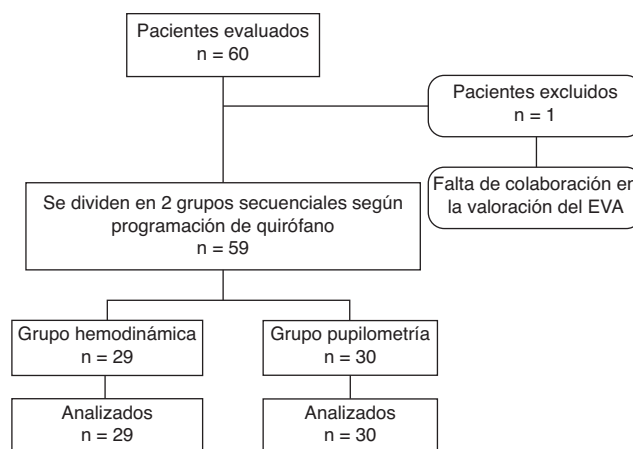 Pacientes evaluados
n = 60
Pacientes excluidos
n = 1
Falta de colaboración en
la valoración del EVA
Se dividen en 2 grupos secuenciales según
programación de quirófano
n = 59
Grupo hemodinámica
n = 29
Grupo pupilometría
n = 30
Analizados
n = 29
Analizados
n = 30